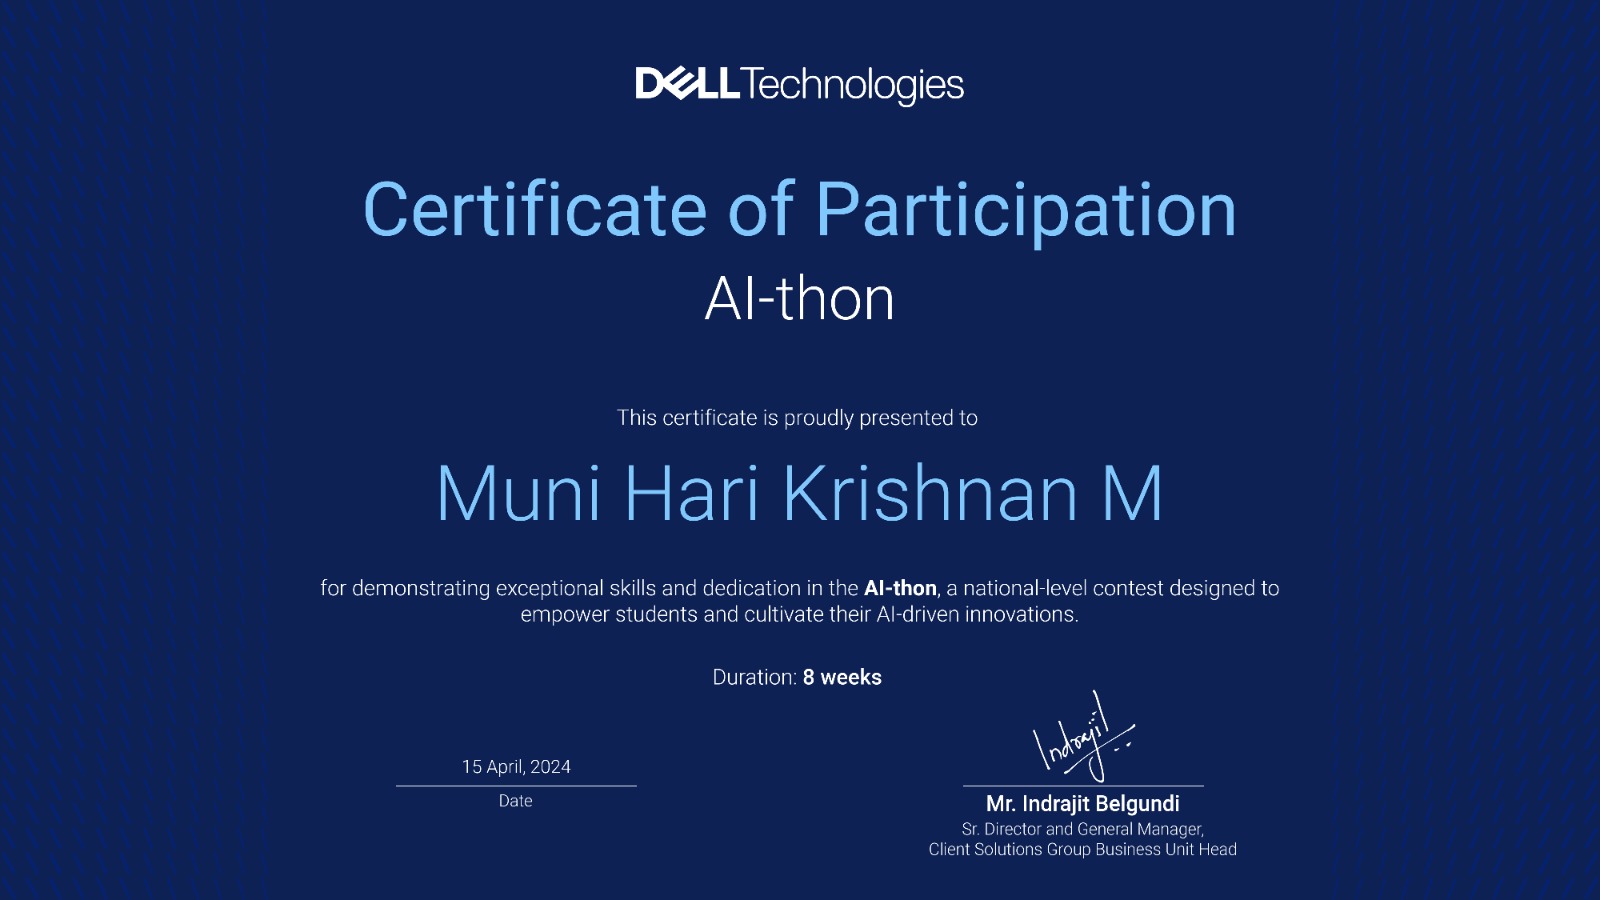 DELLTechnologies
Certificate of Participation
AI-thon
This certificate is proudly presented to
Muni Hari Krishnan M
for demonstrating exceptional skills and dedication in the AI-thon, a national-level contest designed to
empower students and cultivate their AI-driven innovations.
Duration: 8 weeks
15 April, 2024
Date
Indrajit
Mr. Indrajit Belgundi
Sr. Director and General Manager,
Client Solutions Group Business Unit Head